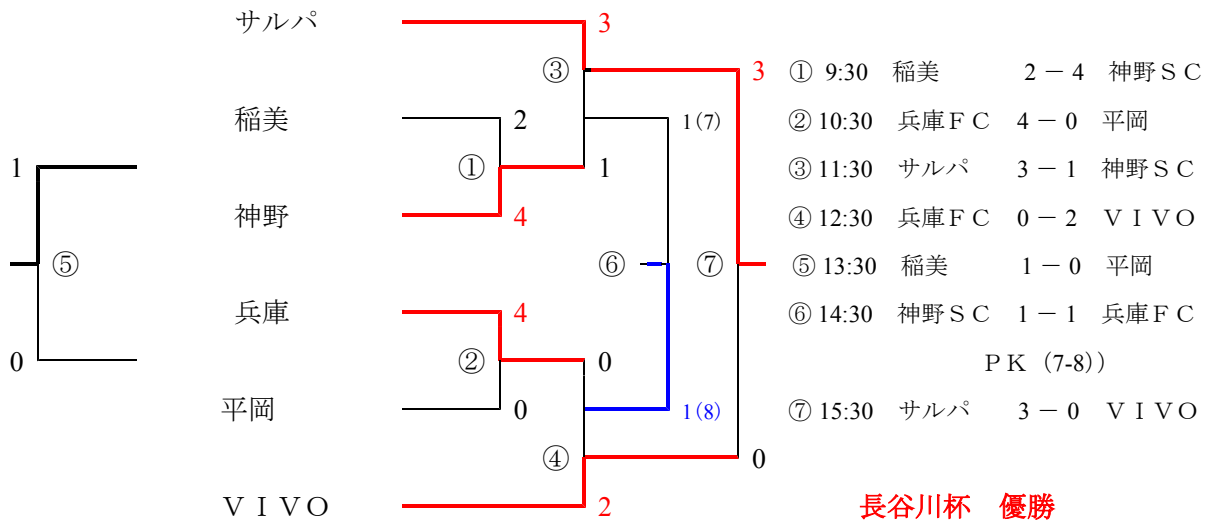 サルパ 3
③ 3 ① 9:30 稲美 2－4 神野ＳＣ
稲美 2 1(7) ② 10:30 兵庫ＦＣ 4－0 平岡
1 ① 1 ③ 11:30 サルパ 3－1 神野ＳＣ
神野 4 ④ 12:30 兵庫ＦＣ 0－2 ＶＩＶＯ
⑤ ⑥ ⑦ ⑤ 13:30 稲美 1－0 平岡
兵庫 4 ⑥ 14:30 神野ＳＣ 1－1 兵庫ＦＣ
0 ② 0 ＰＫ (7-8))
平岡 0 1(8) ⑦ 15:30 サルパ 3－0 ＶＩＶＯ
④ 0
ＶＩＶＯ 2 長谷川杯 優勝